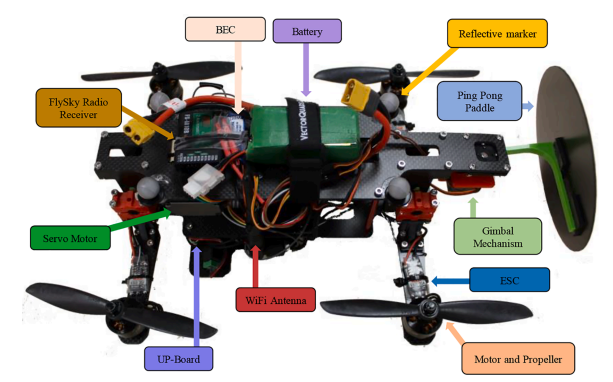 BEC
Battery
Reflective marker
FlySky Radio
Receiver
Ping Pong
Paddle
VECTORQUAD
Servo Motor
Gimbal
Mechanism
WiFi Antenna
ESC
UP-Board
Motor and Propeller